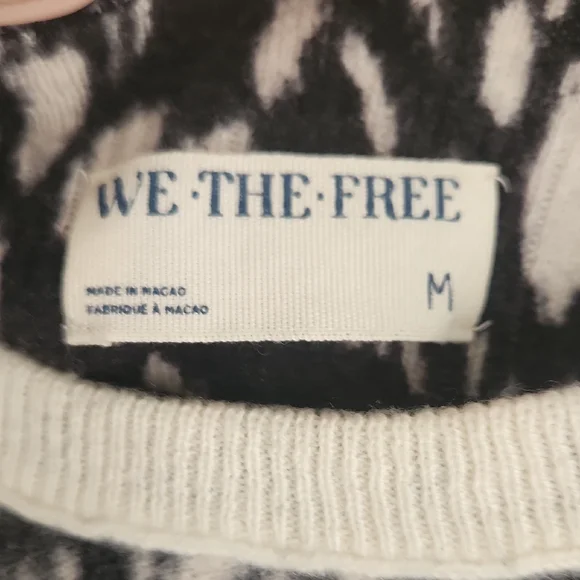 WE·THE·FREE
MADE IN MACAO
FABRIQUÉ À MACAO
M